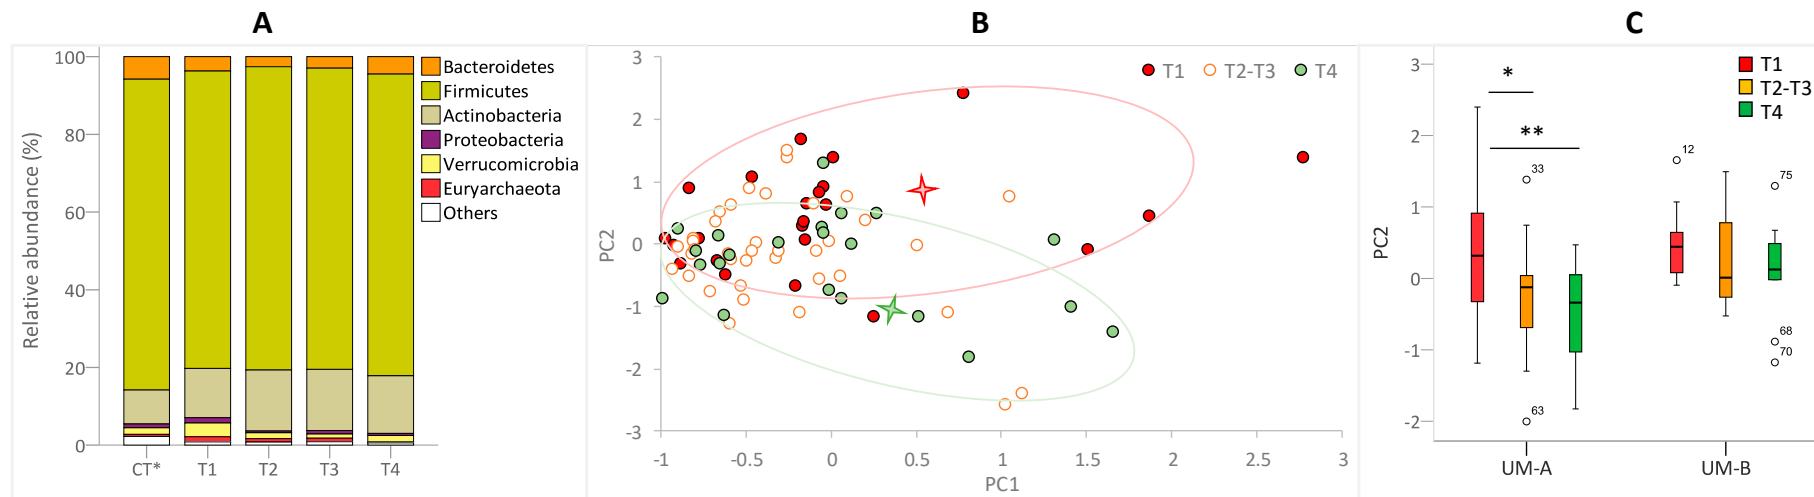 A
B
C
100
80
60
40
20
0
Relative abundance (%)
CT*
T1
T2
T3
T4
Bacteroidetes
Firmicutes
Actinobacteria
Proteobacteria
Verrucomicrobia
Euryarchaeota
Others
3
2
1
0
-1
-2
-3
PC2
-1
-0.5
0
0.5
1
1.5
2
2.5
3
PC1
T1
T2-T3
T4
3
2
1
0
-1
-2
PC2
*
**
33
63
12
75
68
70
T1
T2-T3
T4
UM-A
UM-B